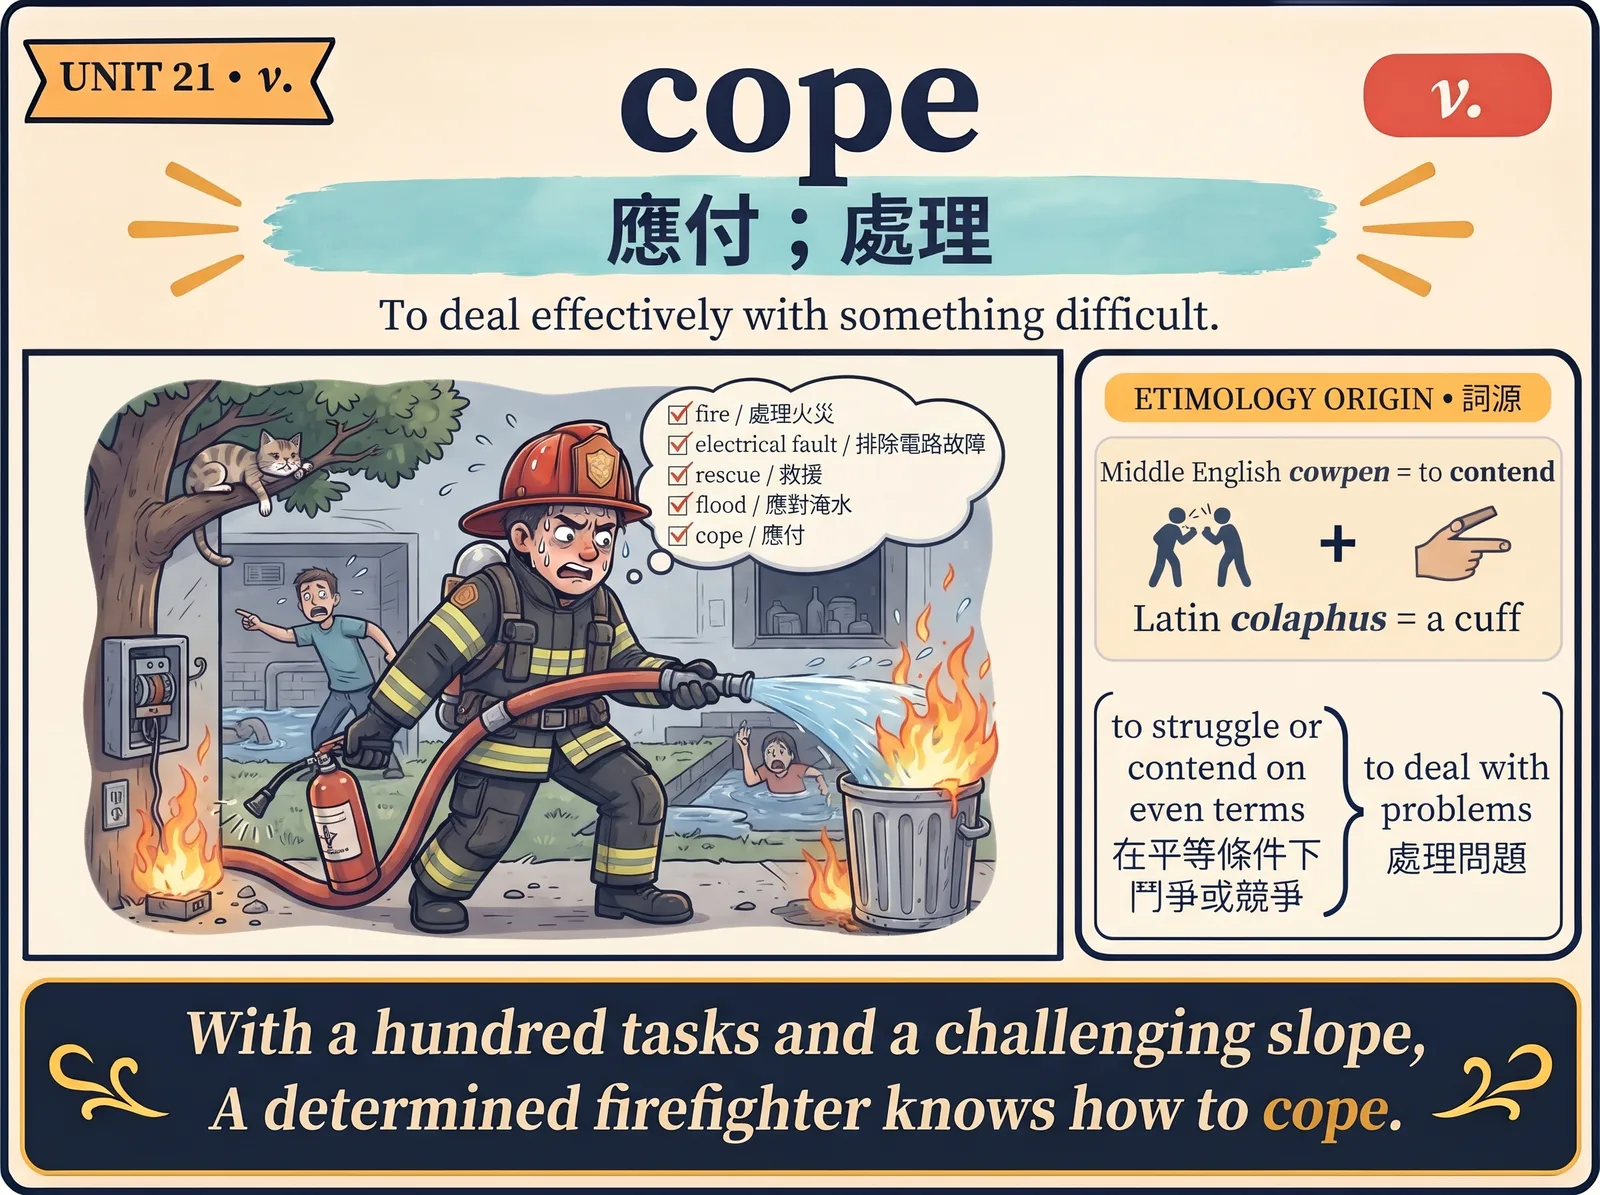 UNIT 21 • v.
cope
v.
應付；處理
To deal effectively with something difficult.
fire / 處理火災
electrical fault / 排除電路故障
rescue / 救援
flood / 應對淹水
cope / 應付
ETIMOLOGY ORIGIN • 詞源
Middle English cowpen = to contend
+
Latin colaphus = a cuff
to struggle or
contend on
even terms
在平等條件下
鬥爭或競爭
to deal with
problems
處理問題
With a hundred tasks and a challenging slope,
A determined firefighter knows how to cope.